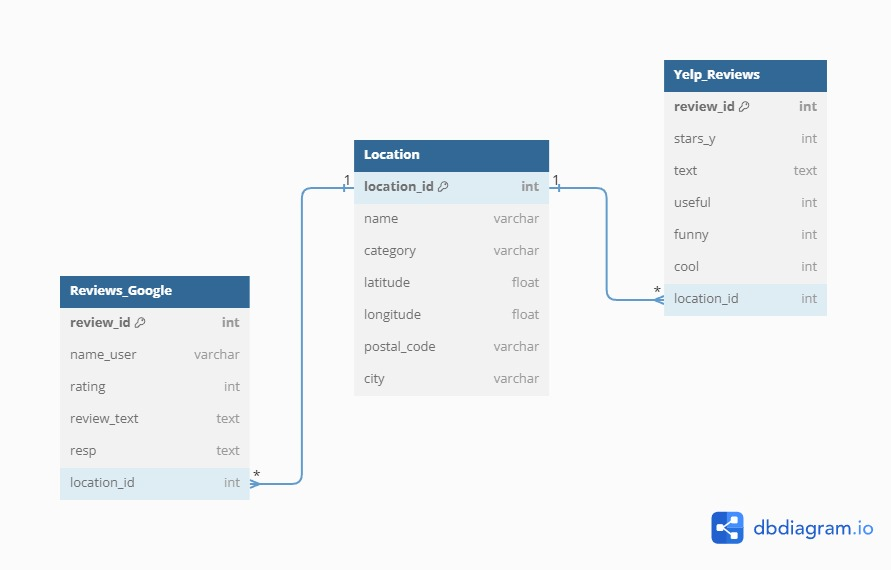 Yelp_Reviews
review_id int
stars_y int
text text
useful int
funny int
cool int
* location_id int
Location
1 location_id int 1
name varchar
category varchar
latitude float
longitude float
postal_code varchar
city varchar
Reviews_Google
review_id int
name_user varchar
rating int
review_text text
resp text
location_id int *
dbdiagram.io